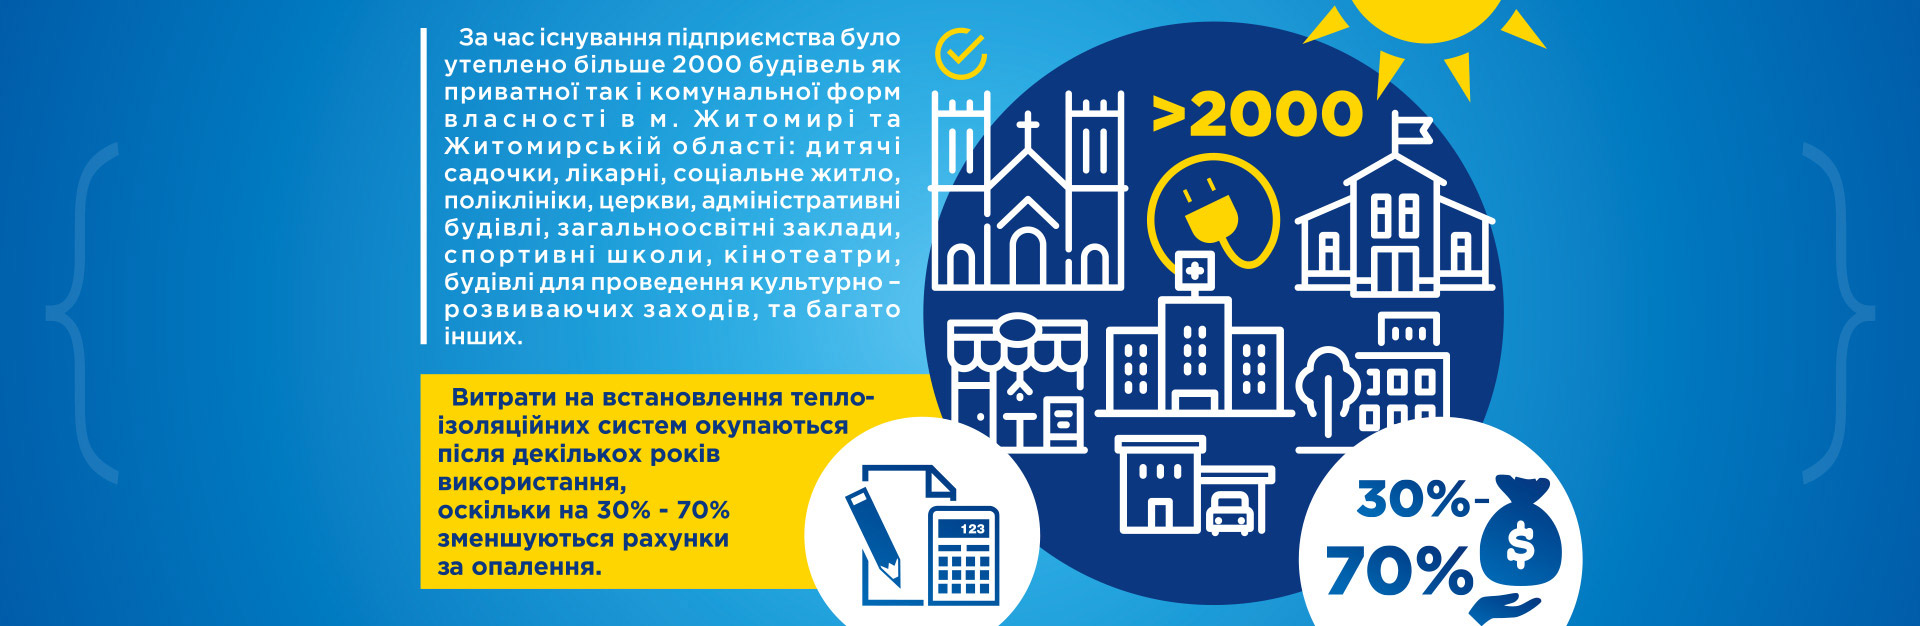 За час існування підприємства було
утеплено більше 2000 будівель як
приватної так і комунальної форм
власності в м. Житомирі та
Житомирській області: дитячі
садочки, лікарні, соціальне житло,
поліклініки, церкви, адміністративні
будівлі, загальноосвітні заклади,
спортивні школи, кінотеатри,
будівлі для проведення культурно –
розвиваючих заходів, та багато
інших.
>2000
Витрати на встановлення тепло-
ізоляційних систем окупаються
після декількох років
використання,
оскільки на 30% - 70%
зменшуються рахунки
за опалення.
123
30%-
70%
$